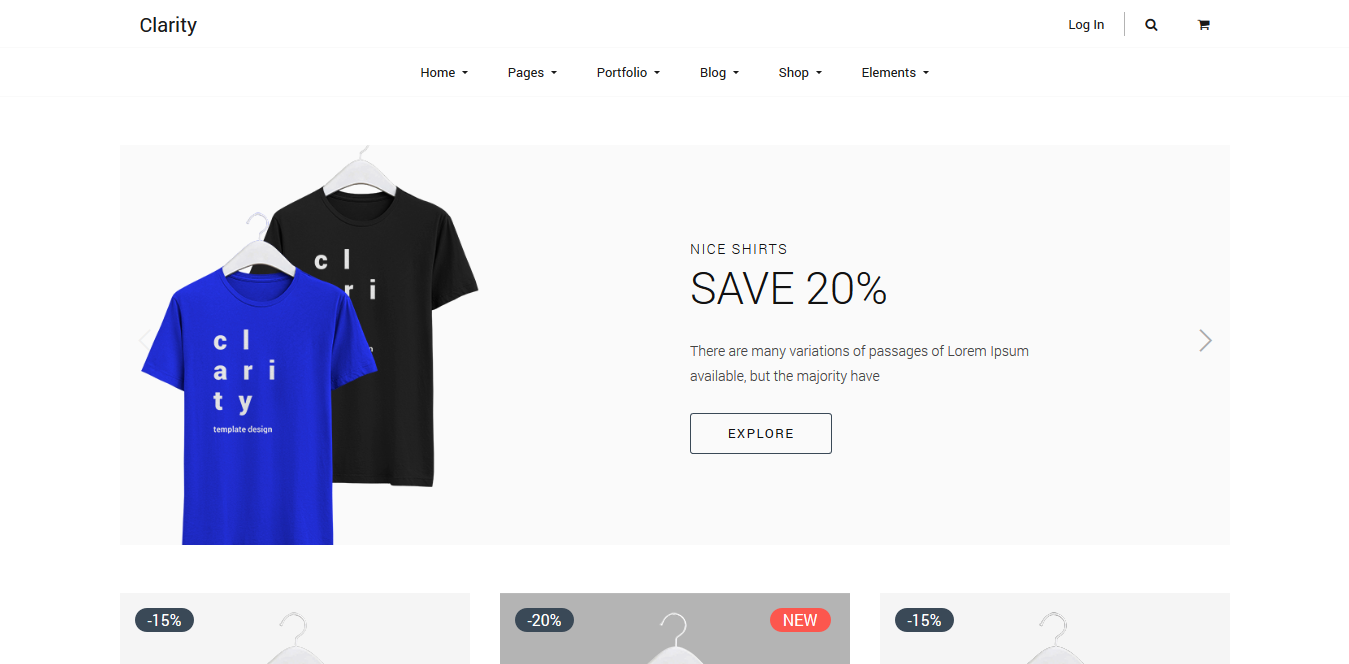 Clarity
Log In
Home
Pages
Portfolio
Blog
Shop
Elements
cl
ri
cl
ari
ty
template design
NICE SHIRTS
SAVE 20%
There are many variations of passages of Lorem Ipsum
available, but the majority have
EXPLORE
-15%
-20%
NEW
-15%